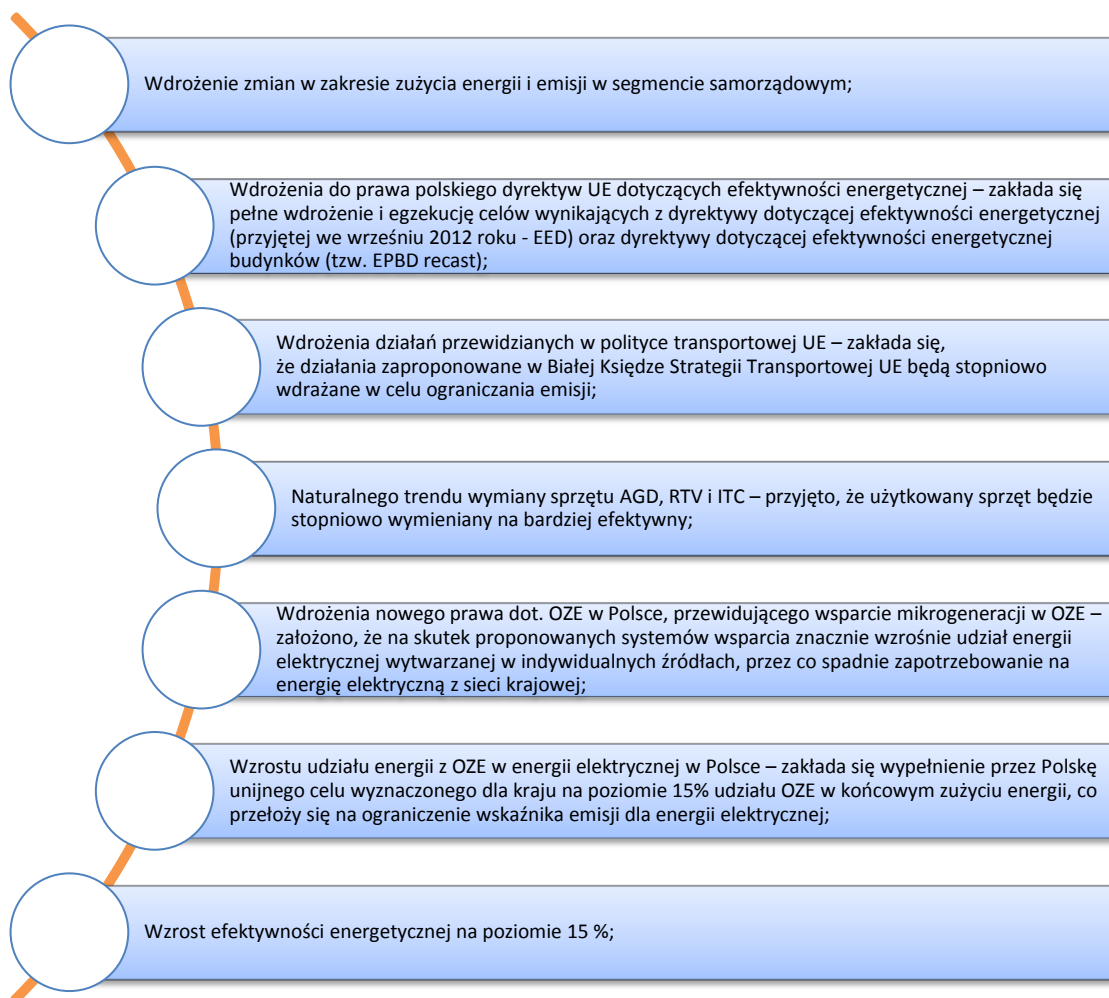 Wdrożenie zmian w zakresie zużycia energii i emisji w segmencie samorządowym;
Wdrożenia do prawa polskiego dyrektyw UE dotyczących efektywności energetycznej – zakłada się
pełne wdrożenie i egzekucję celów wynikających z dyrektywy dotyczącej efektywności energetycznej
(przyjętej we wrześniu 2012 roku - EED) oraz dyrektywy dotyczącej efektywności energetycznej
budynków (tzw. EPBD recast);
Wdrożenia działań przewidzianych w polityce transportowej UE – zakłada się,
że działania zaproponowane w Białej Księdze Strategii Transportowej UE będą stopniowo
wdrażane w celu ograniczania emisji;
Naturalnego trendu wymiany sprzętu AGD, RTV i ITC – przyjęto, że użytkowany sprzęt będzie
stopniowo wymieniany na bardziej efektywny;
Wdrożenia nowego prawa dot. OZE w Polsce, przewidującego wsparcie mikrogeneracji w OZE –
założono, że na skutek proponowanych systemów wsparcia znacznie wzrośnie udział energii
elektrycznej wytwarzanej w indywidualnych źródłach, przez co spadnie zapotrzebowanie na
energię elektryczną z sieci krajowej;
Wzrostu udziału energii z OZE w energii elektrycznej w Polsce – zakłada się wypełnienie przez Polskę
unijnego celu wyznaczonego dla kraju na poziomie 15% udziału OZE w końcowym zużyciu energii, co
przełoży się na ograniczenie wskaźnika emisji dla energii elektrycznej;
Wzrost efektywności energetycznej na poziomie 15 %;